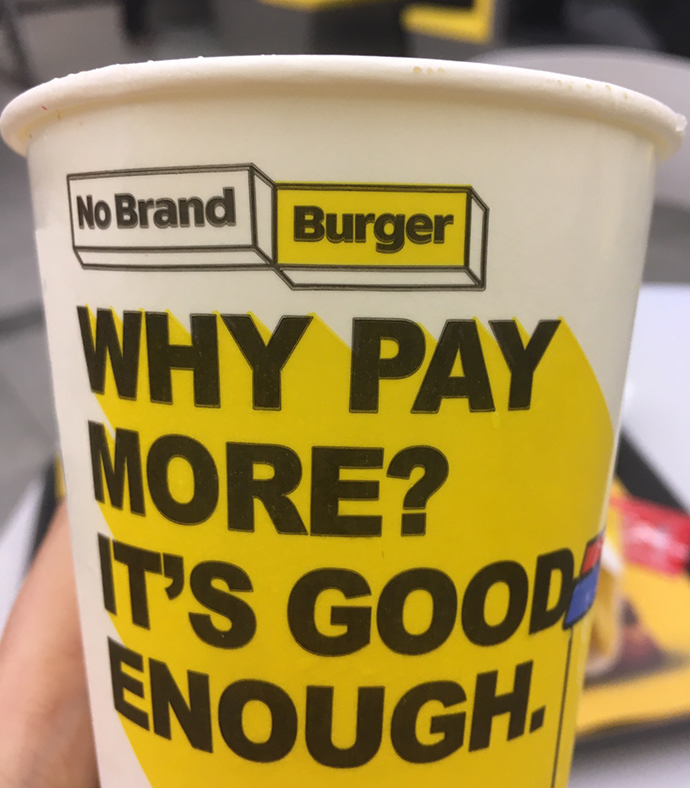 No Brand Burger
WHY PAY
MORE?
IT'S GOOD
ENOUGH.